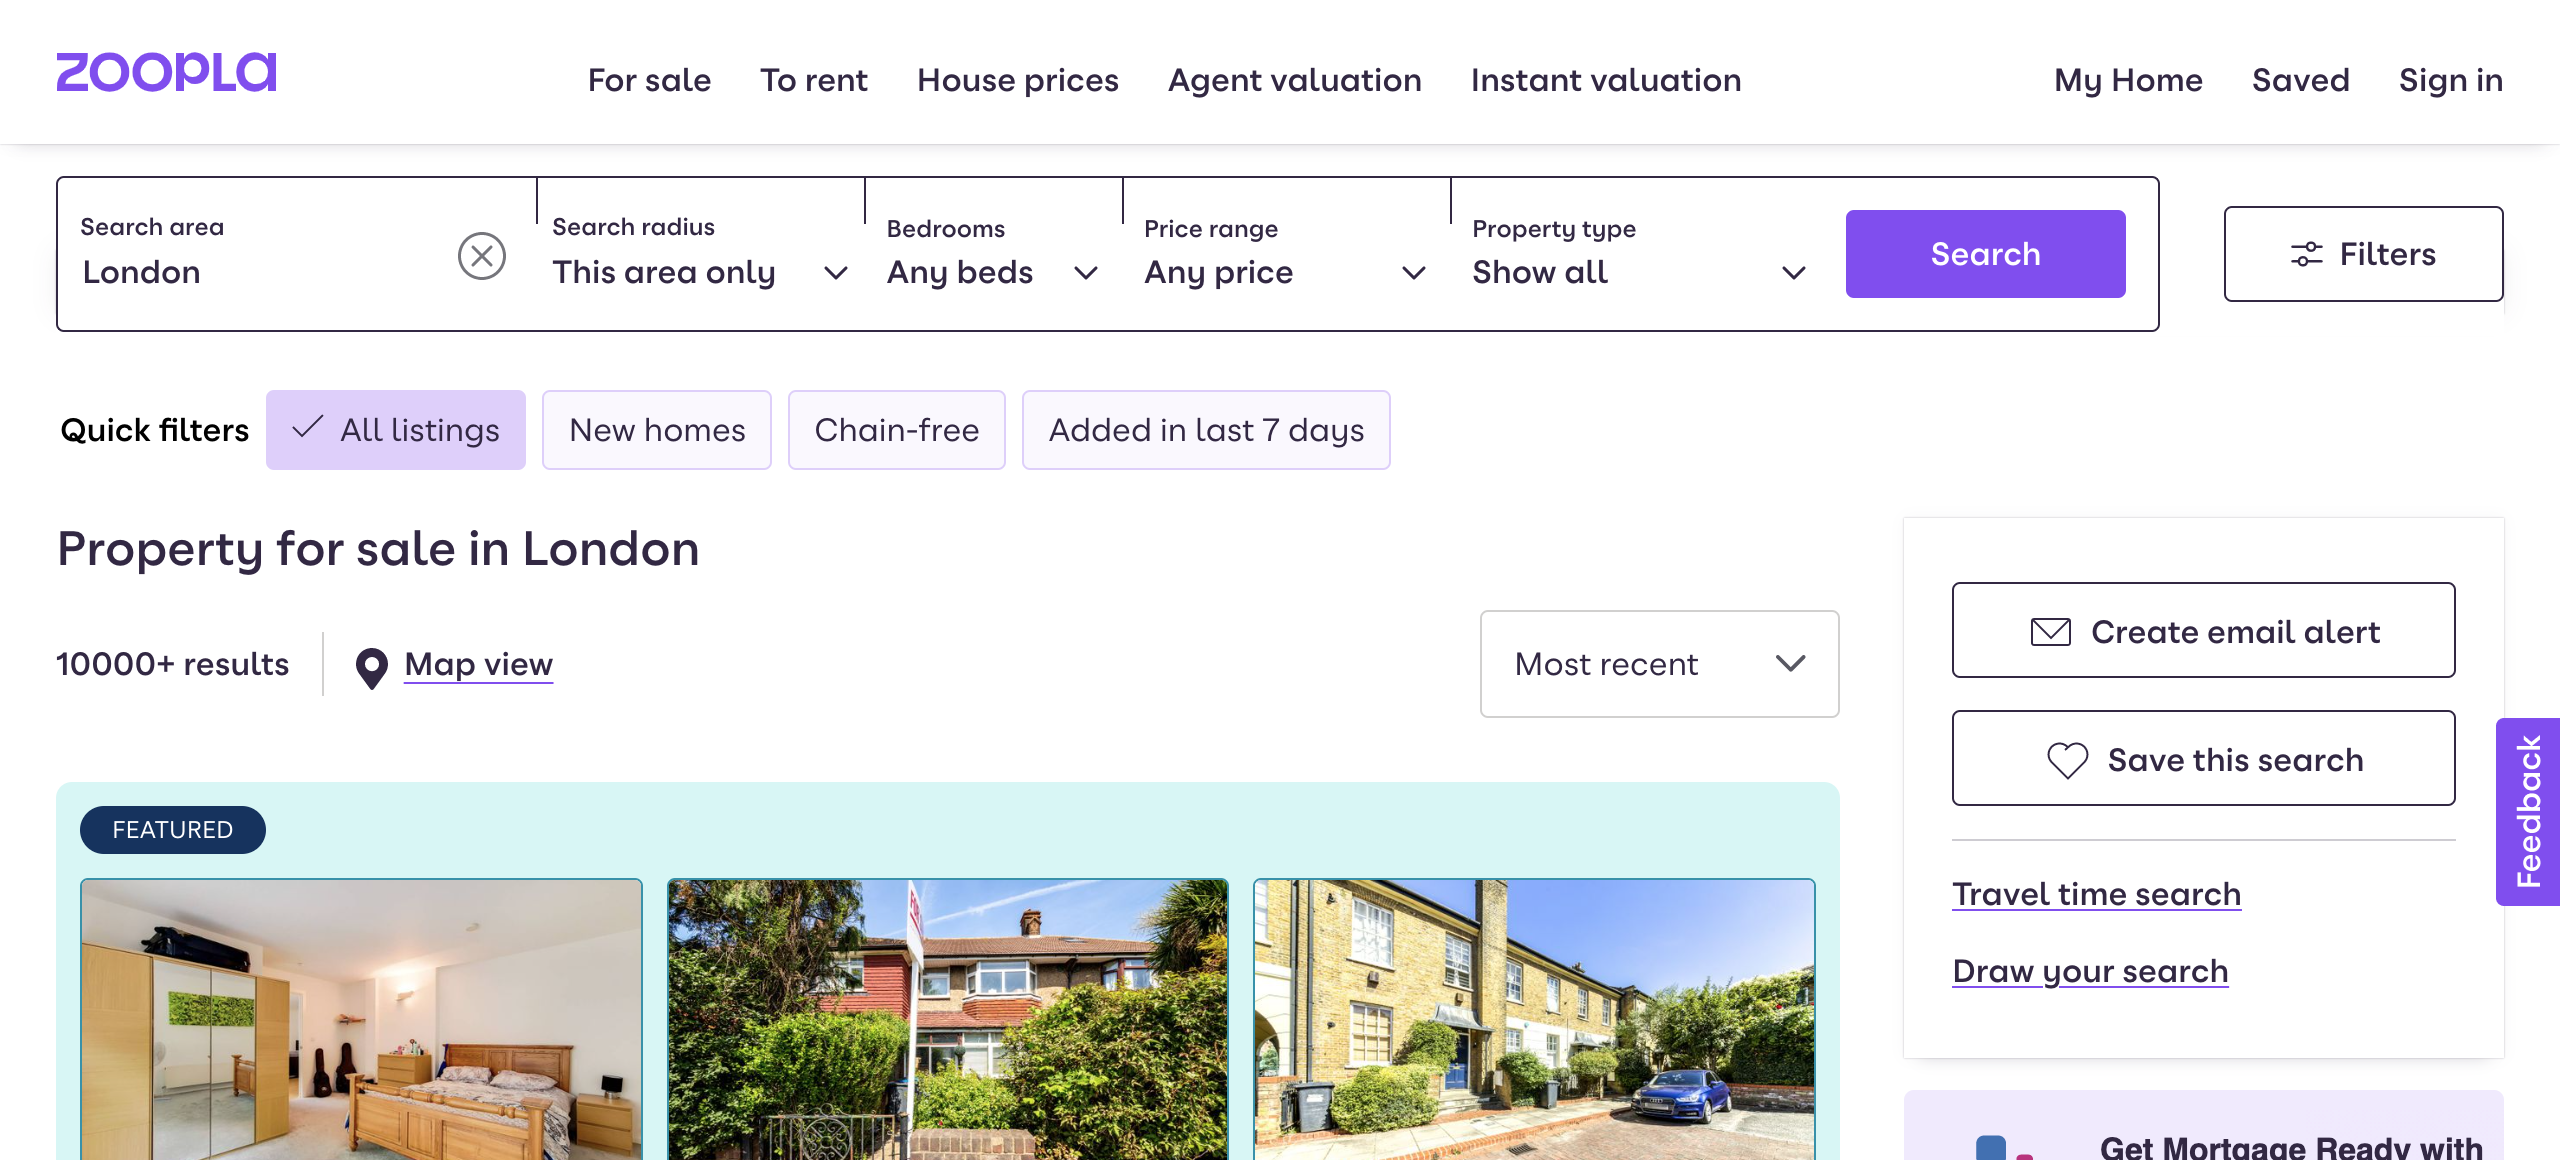 zoopla
For sale
To rent
House prices
Agent valuation
Instant valuation
My Home
Saved
Sign in
Search area
London
Search radius
This area only
Bedrooms
Any beds
Price range
Any price
Property type
Show all
Search
Filters
Quick filters
All listings
New homes
Chain-free
Added in last 7 days
Property for sale in London
10000+ results
Map view
Most recent
Create email alert
Save this search
Travel time search
Draw your search
Feedback
FEATURED
Get Mortgage Ready with